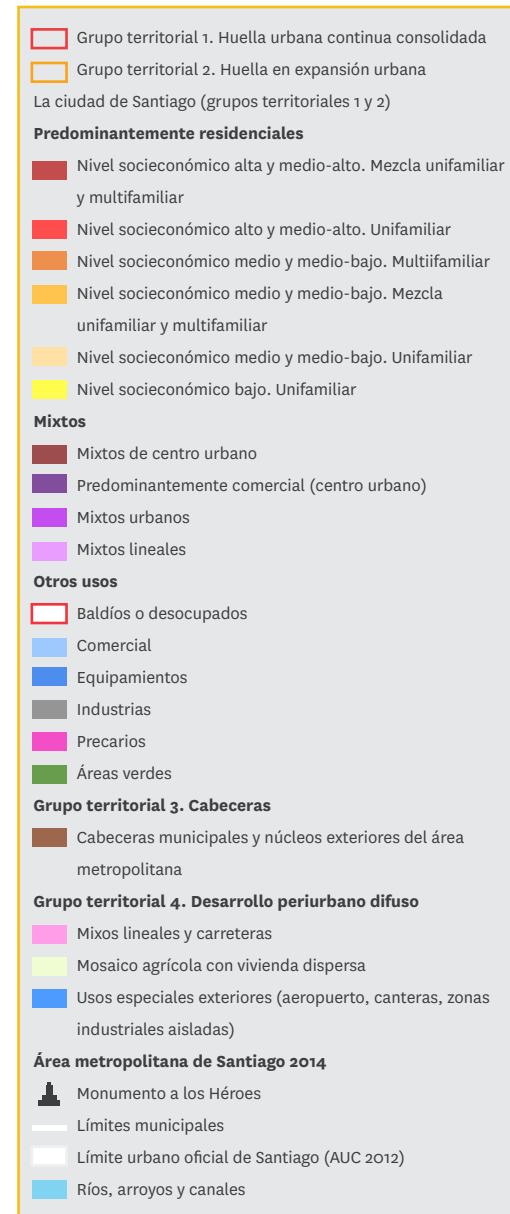 Grupo territorial 1. Huella urbana continua consolidada
Grupo territorial 2. Huella en expansión urbana
La ciudad de Santiago (grupos territoriales 1 y 2)
Predominantemente residenciales
Nivel socieconómico alta y medio-alto. Mezcla unifamiliar
y multifamiliar
Nivel socieconómico alto y medio-alto. Unifamiliar
Nivel socieconómico medio y medio-bajo. Multiifamiliar
Nivel socieconómico medio y medio-bajo. Mezcla
unifamiliar y multifamiliar
Nivel socieconómico medio y medio-bajo. Unifamiliar
Nivel socieconómico bajo. Unifamiliar
Mixtos
Mixtos de centro urbano
Predominantemente comercial (centro urbano)
Mixtos urbanos
Mixtos lineales
Otros usos
Baldíos o desocupados
Comercial
Equipamientos
Industrias
Precarios
Áreas verdes
Grupo territorial 3. Cabeceras
Cabeceras municipales y núcleos exteriores del área
metropolitana
Grupo territorial 4. Desarrollo periurbano difuso
Mixos lineales y carreteras
Mosaico agrícola con vivienda dispersa
Usos especiales exteriores (aeropuerto, canteras, zonas
industriales aisladas)
Área metropolitana de Santiago 2014
Monumento a los Héroes
Límites municipales
Límite urbano oficial de Santiago (AUC 2012)
Ríos, arroyos y canales